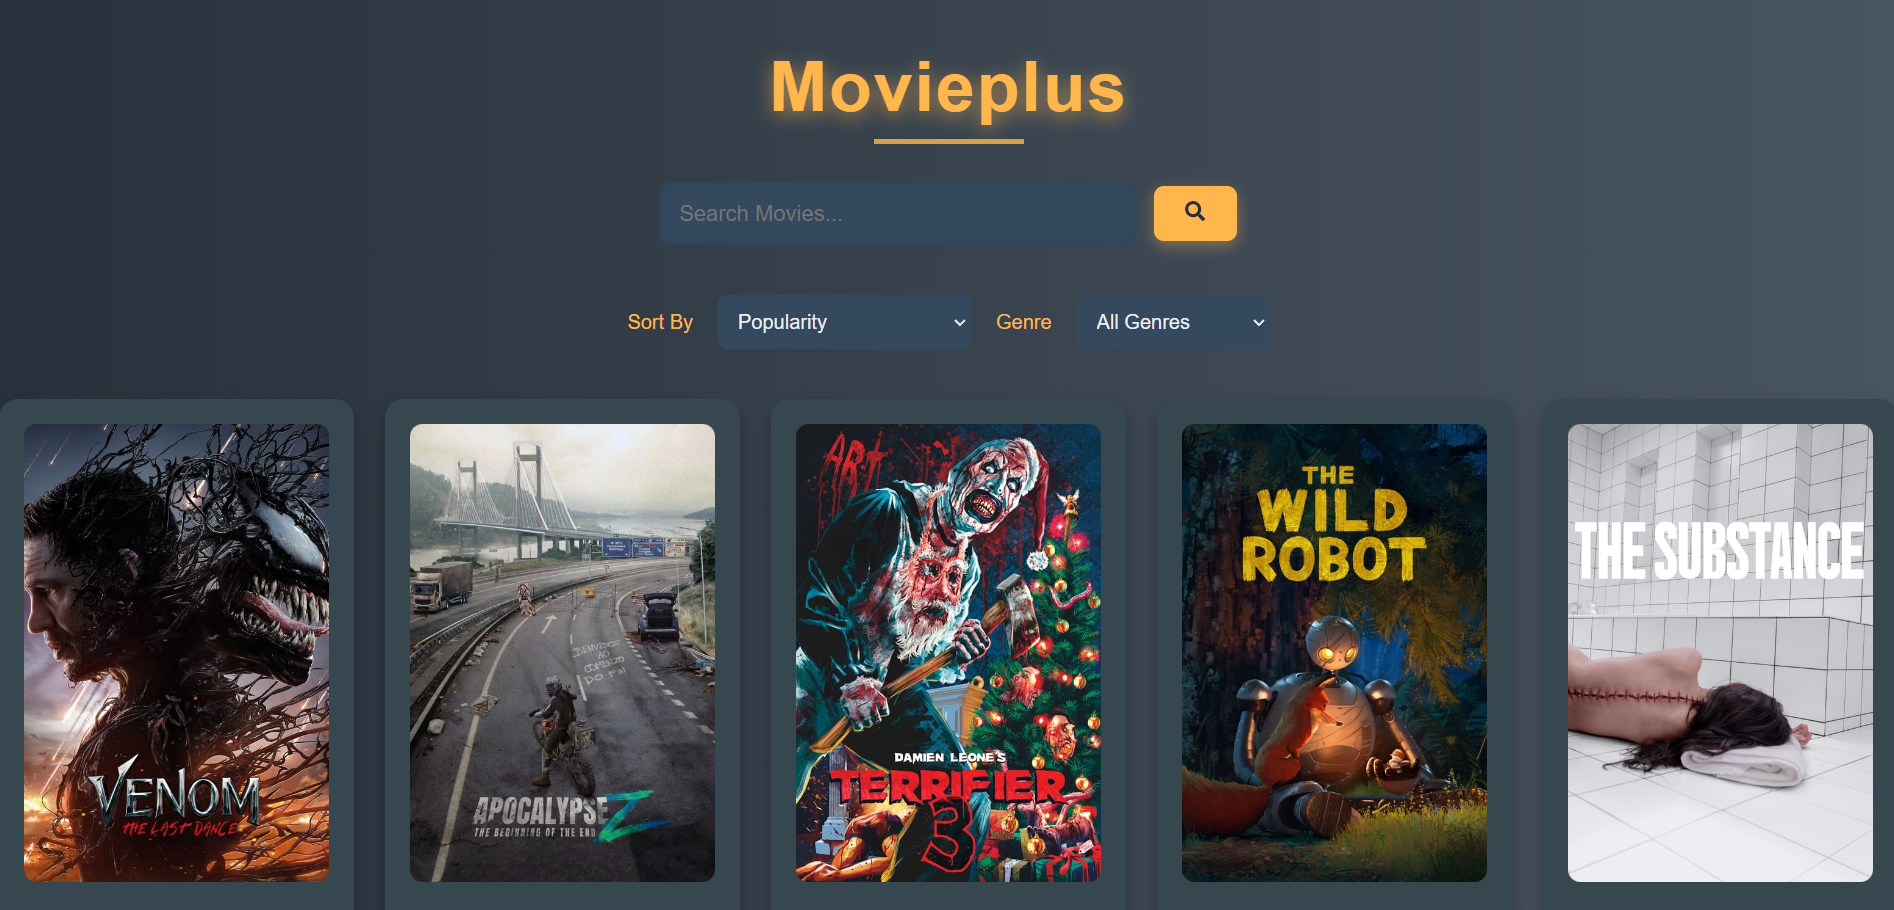 Movieplus
Search Movies...
Sort By
Popularity
Genre
All Genres
VENOM
THE LAST DANCE
APOCALYPSE Z
THE BEGINNING OF THE END
ART
DAMIEN LEONE'S
TERRIFIER
3
THE
WILD
ROBOT
THE SUBSTANCE